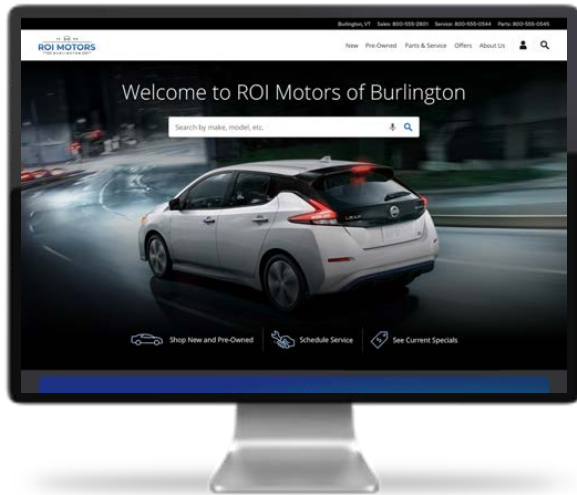 Burlington, VT Sales: 800-555-2801 Service: 800-555-0544 Parts: 800-555-0545
ROI MOTORS
BURLINGTON
New Pre-Owned Parts & Service Offers About Us
Welcome to ROI Motors of Burlington
Search by make, model, etc.
LEAF
Shop New and Pre-Owned Schedule Service See Current Specials